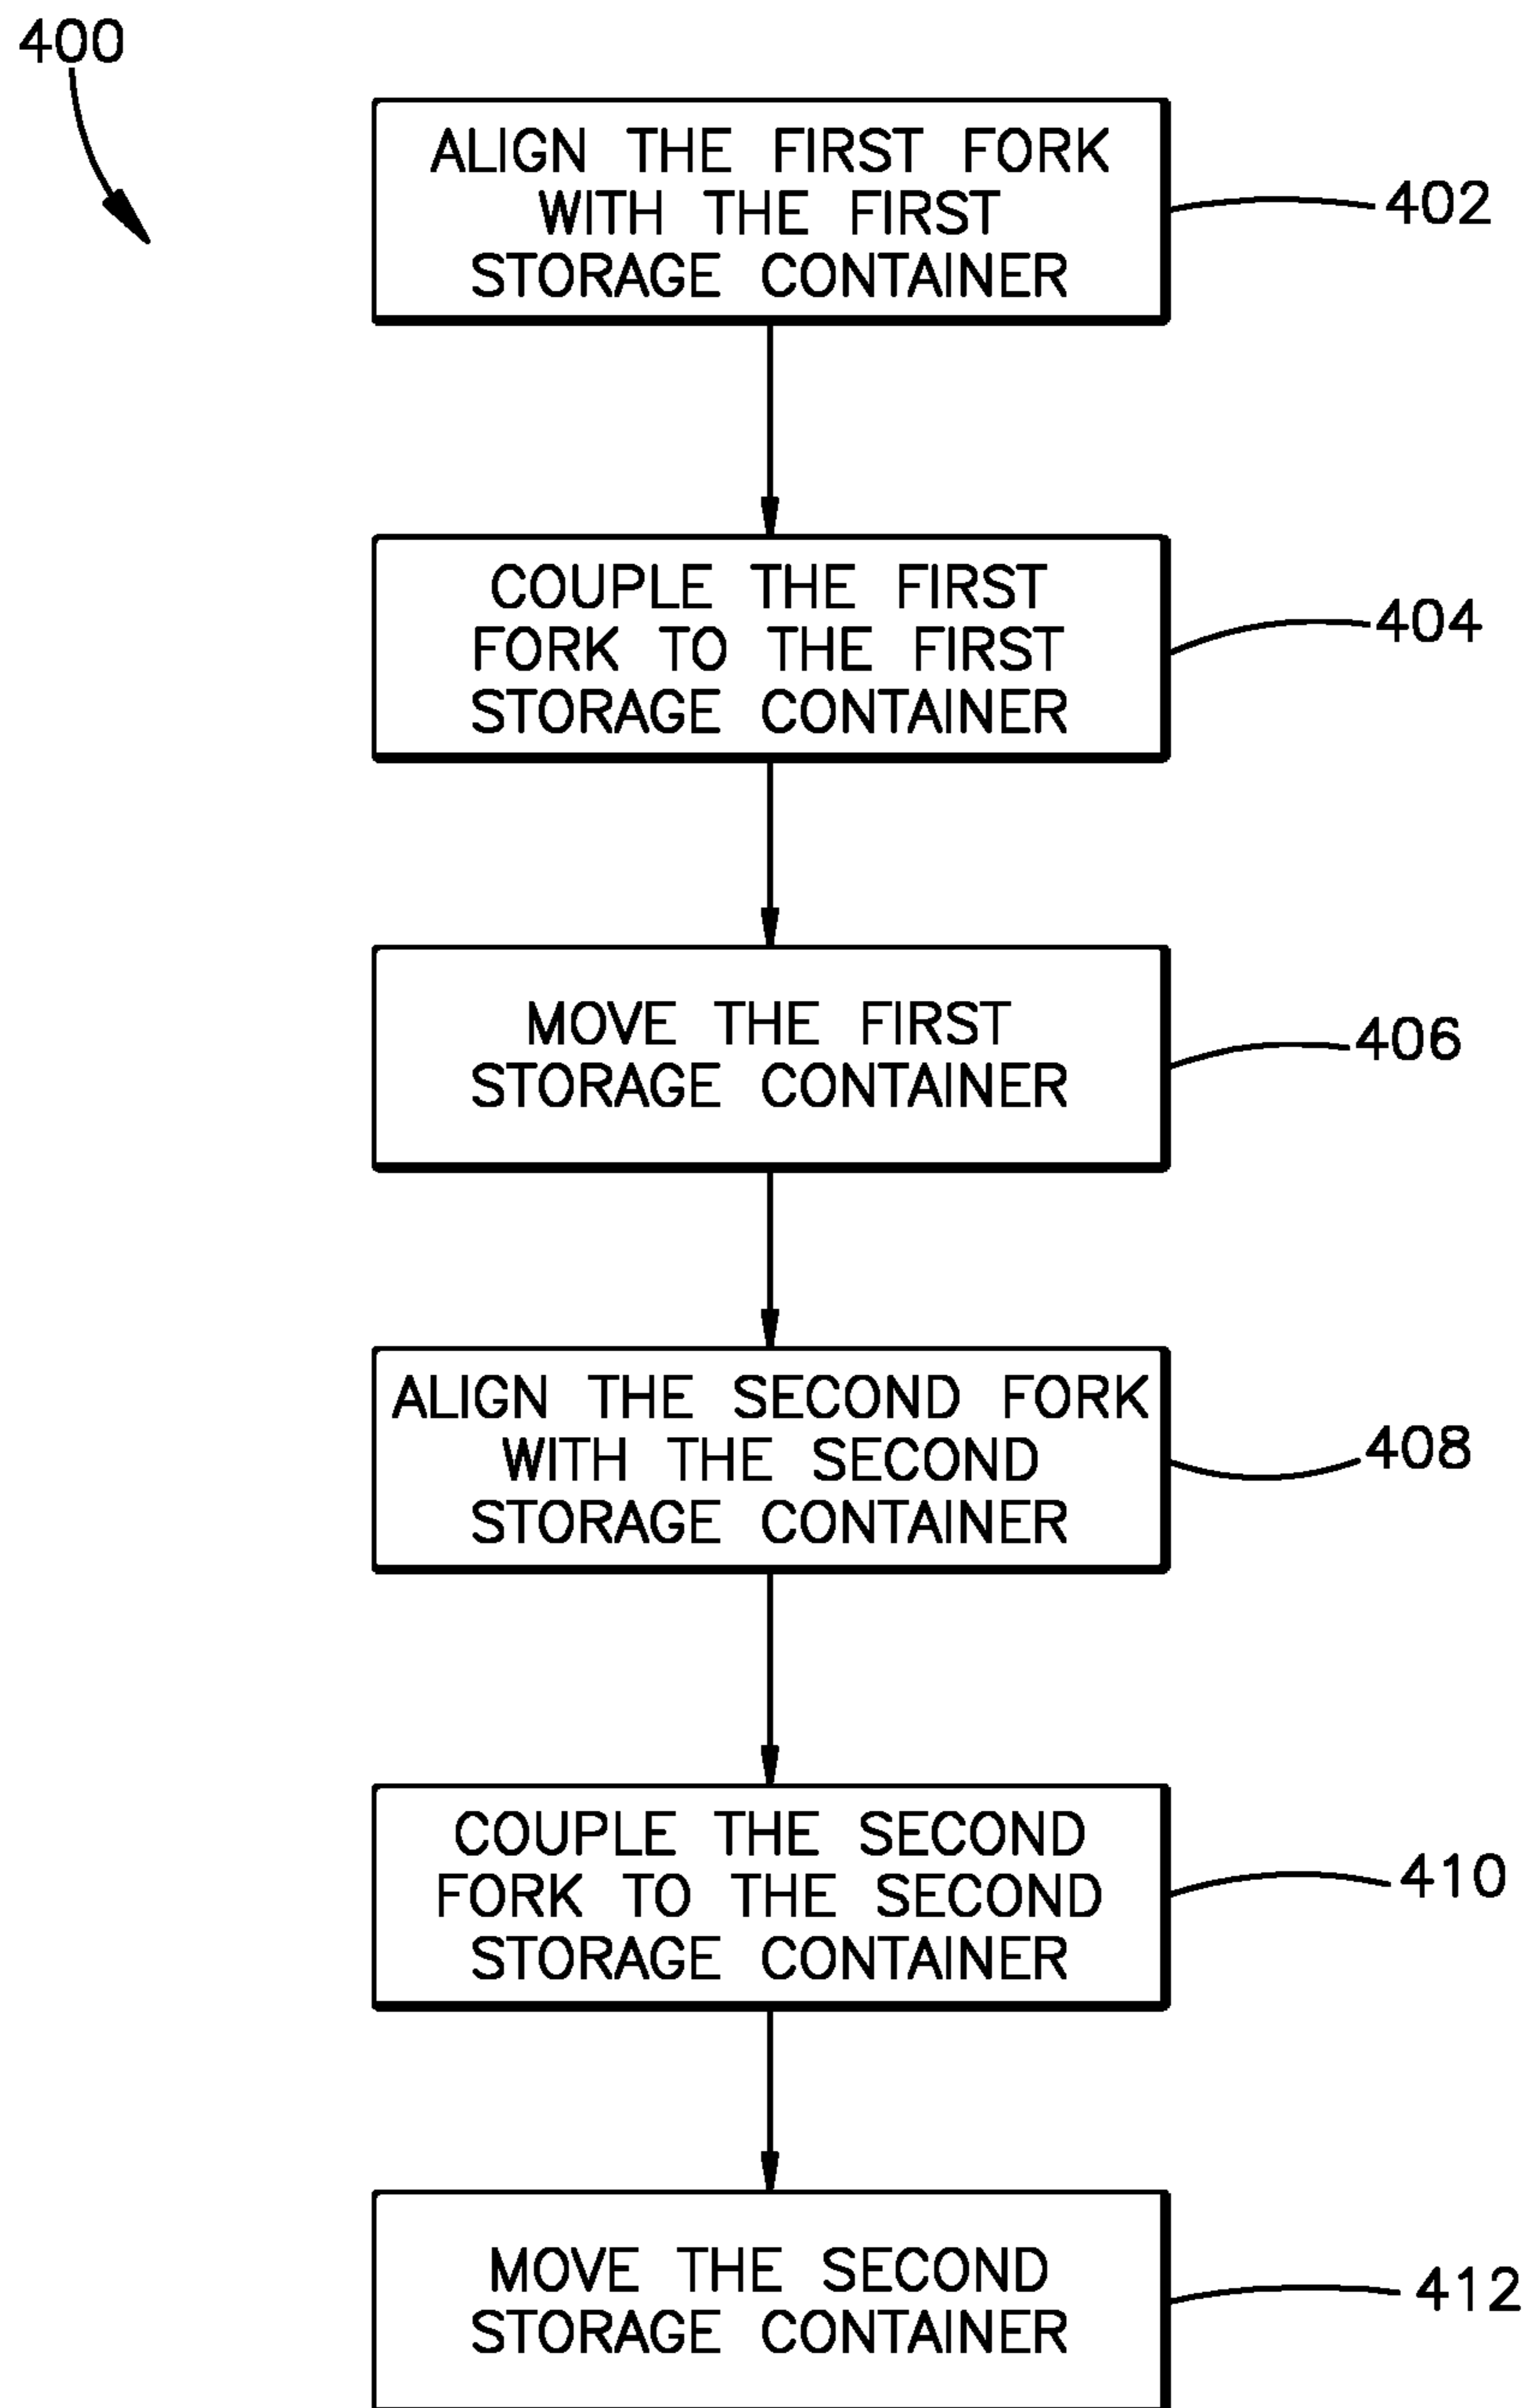 400
ALIGN THE FIRST FORK
WITH THE FIRST
STORAGE CONTAINER
402
COUPLE THE FIRST
FORK TO THE FIRST
STORAGE CONTAINER
404
MOVE THE FIRST
STORAGE CONTAINER
406
ALIGN THE SECOND FORK
WITH THE SECOND
STORAGE CONTAINER
408
COUPLE THE SECOND
FORK TO THE SECOND
STORAGE CONTAINER
410
MOVE THE SECOND
STORAGE CONTAINER
412